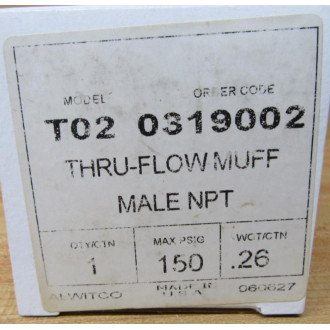 MODEL ORDER CODE
T02 0319002
THRU-FLOW MUFF
MALE NPT
QTY/CTN MAX PSIG WGT/CTN
1 150 .26
ALWITCO MADE IN U.S.A. 060627